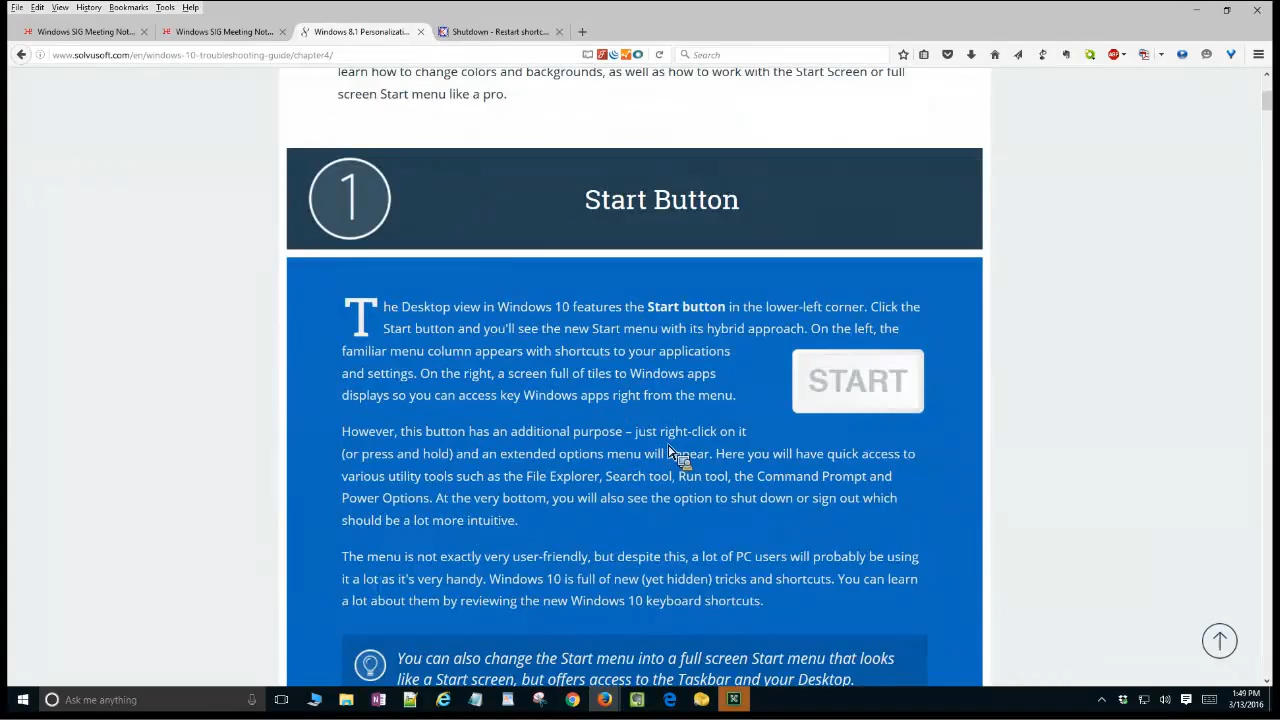 File Edit View History Bookmarks Tools Help
Windows SIG Meeting Not...
Windows SIG Meeting Not...
Windows 8.1 Personalizati...
Shutdown - Restart shortc...
www.solvusoft.com/en/windows-10-troubleshooting-guide/chapter4/
Search
learn how to change colors and backgrounds, as well as how to work with the Start Screen or full
screen Start menu like a pro.
1
Start Button
The Desktop view in Windows 10 features the Start button in the lower-left corner. Click the
Start button and you'll see the new Start menu with its hybrid approach. On the left, the
familiar menu column appears with shortcuts to your applications
and settings. On the right, a screen full of tiles to Windows apps
displays so you can access key Windows apps right from the menu.
START
However, this button has an additional purpose – just right-click on it
(or press and hold) and an extended options menu will appear. Here you will have quick access to
various utility tools such as the File Explorer, Search tool, Run tool, the Command Prompt and
Power Options. At the very bottom, you will also see the option to shut down or sign out which
should be a lot more intuitive.
The menu is not exactly very user-friendly, but despite this, a lot of PC users will probably be using
it a lot as it's very handy. Windows 10 is full of new (yet hidden) tricks and shortcuts. You can learn
a lot about them by reviewing the new Windows 10 keyboard shortcuts.
You can also change the Start menu into a full screen Start menu that looks
like a Start screen, but offers access to the Taskbar and your Desktop.
Ask me anything
1:49 PM
3/13/2016